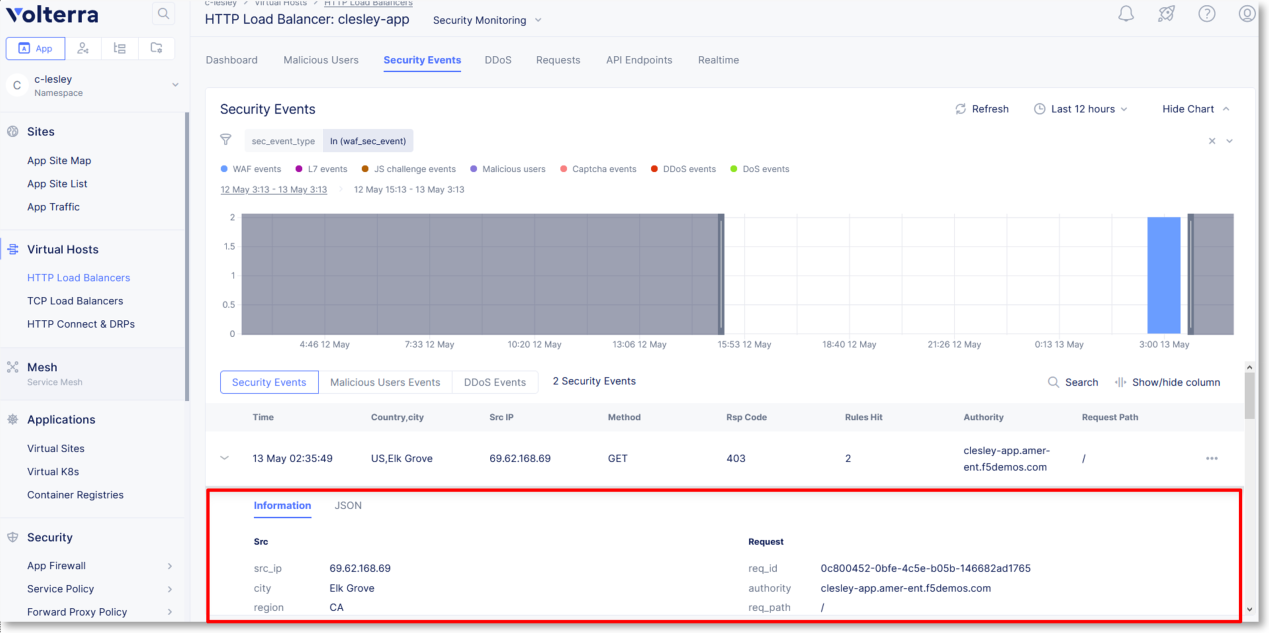 Volterra
c-lesley / Virtual Hosts / HTTP Load Balancers
HTTP Load Balancer: clesley-app Security Monitoring
App
C c-lesley
Namespace
Dashboard Malicious Users Security Events DDoS Requests API Endpoints Realtime
Sites
App Site Map
App Site List
App Traffic
Virtual Hosts
HTTP Load Balancers
TCP Load Balancers
HTTP Connect & DRPs
Mesh
Service Mesh
Applications
Virtual Sites
Virtual K8s
Container Registries
Security
App Firewall
Service Policy
Forward Proxy Policy
Security Events Refresh Last 12 hours Hide Chart
sec_event_type In (waf_sec_event)
WAF events L7 events JS challenge events Malicious users Captcha events DDoS events DoS events
12 May 3:13 - 13 May 3:13 12 May 15:13 - 13 May 3:13
2
1.5
1
0.5
0
4:46 12 May 7:33 12 May 10:20 12 May 13:06 12 May 15:53 12 May 18:40 12 May 21:26 12 May 0:13 13 May 3:00 13 May
Security Events Malicious Users Events DDoS Events 2 Security Events Search Show/hide column
Time Country,city Src IP Method Rsp Code Rules Hit Authority Request Path
13 May 02:35:49 US,Elk Grove 69.62.168.69 GET 403 2 clesley-app.amer-ent.f5demos.com /
Information JSON
Src Request
src_ip 69.62.168.69 req_id 0c800452-0bfe-4c5e-b05b-146682ad1765
city Elk Grove authority clesley-app.amer-ent.f5demos.com
region CA req_path /